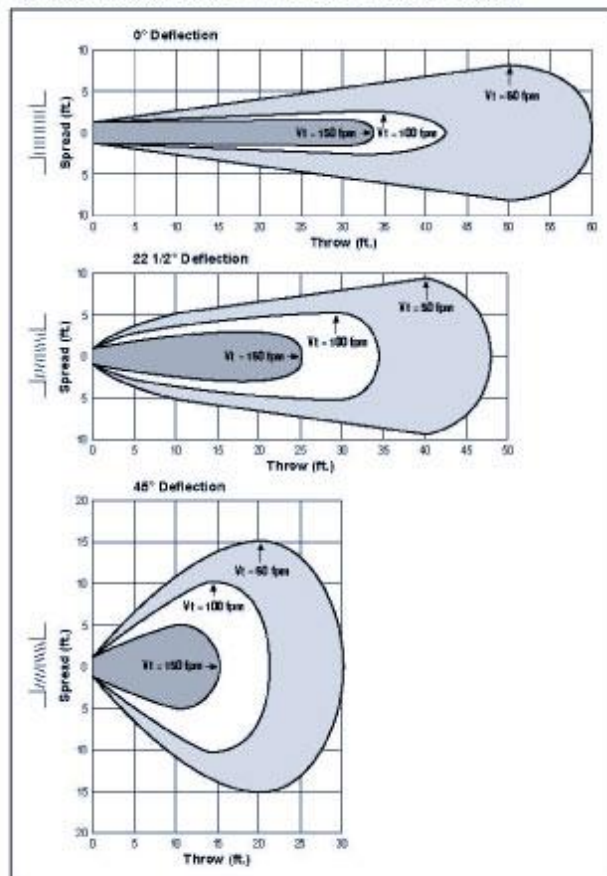 0° Deflection
10
5
0
5
10
Spread (ft.)
Vt = 50 fpm
Vt = 150 fpm
Vt = 100 fpm
0 5 10 15 20 25 30 35 40 45 50 55 60
Throw (ft.)
22 1/2° Deflection
10
5
0
5
10
Spread (ft.)
Vt = 50 fpm
Vt = 100 fpm
Vt = 150 fpm
0 5 10 15 20 25 30 35 40 45 50
Throw (ft.)
45° Deflection
20
15
10
5
0
5
10
15
20
Spread (ft.)
Vt = 50 fpm
Vt = 100 fpm
Vt = 150 fpm
0 5 10 15 20 25 30
Throw (ft.)